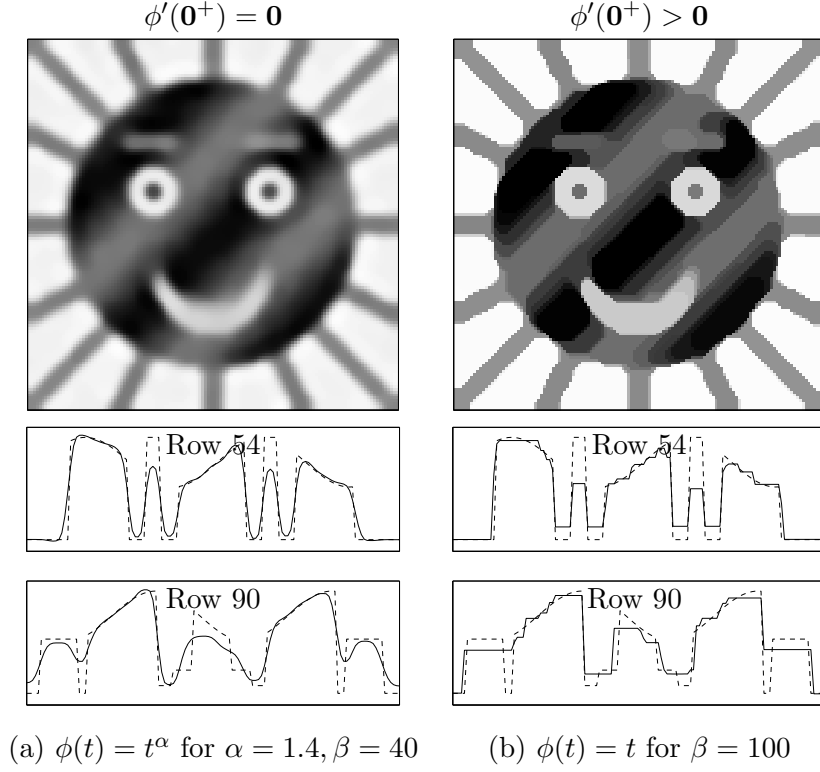 ϕ′(0⁺) = 0
ϕ′(0⁺) > 0
Row 54
Row 54
Row 90
Row 90
(a) ϕ(t) = t^α for α = 1.4, β = 40
(b) ϕ(t) = t for β = 100